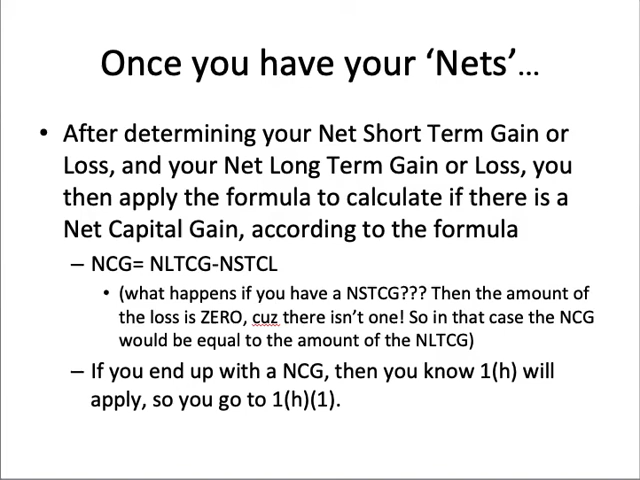 Once you have your ‘Nets’…
• After determining your Net Short Term Gain or
Loss, and your Net Long Term Gain or Loss, you
then apply the formula to calculate if there is a
Net Capital Gain, according to the formula
– NCG= NLTCG-NSTCL
• (what happens if you have a NSTCG??? Then the amount of
the loss is ZERO, cuz there isn’t one! So in that case the NCG
would be equal to the amount of the NLTCG)
– If you end up with a NCG, then you know 1(h) will
apply, so you go to 1(h)(1).